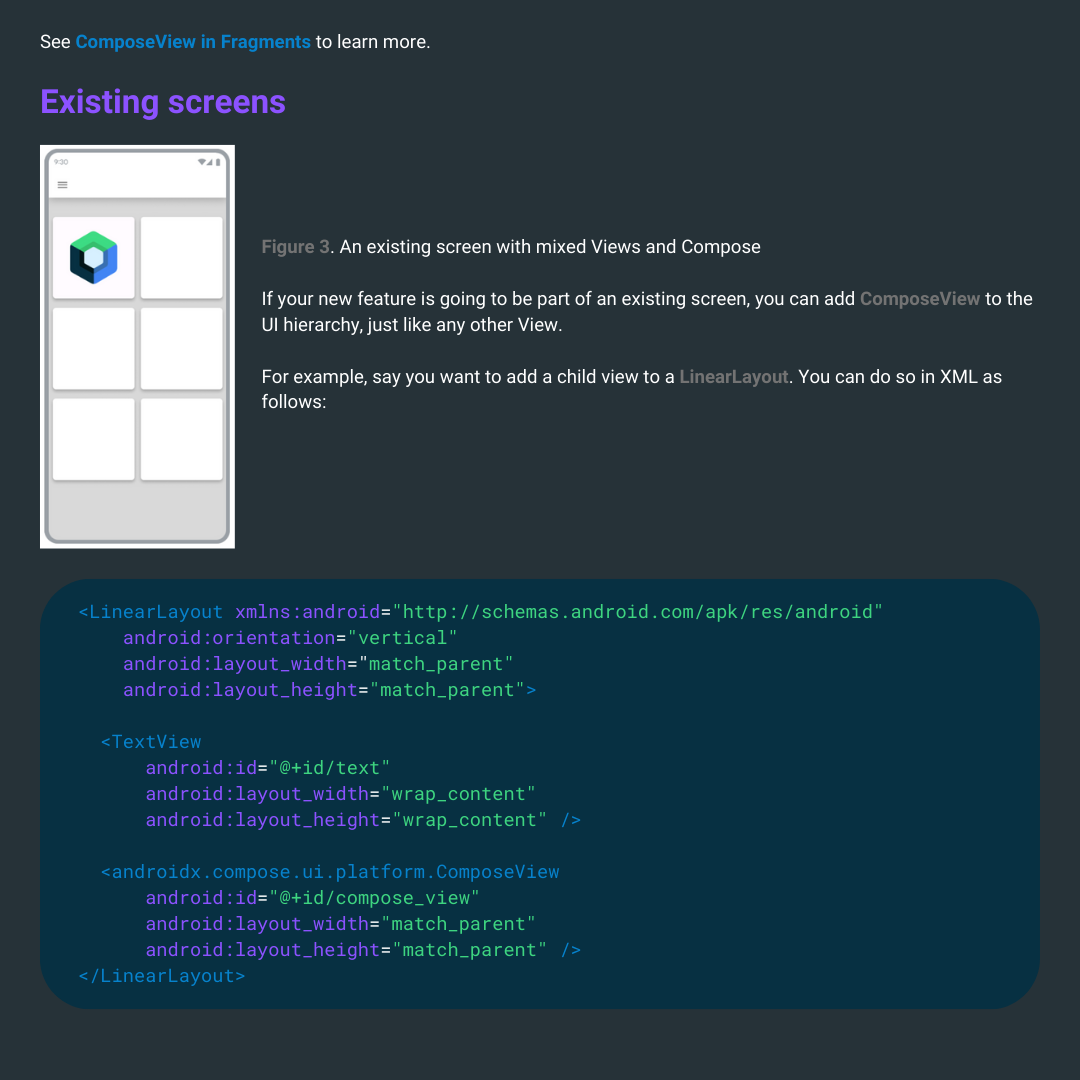 See ComposeView in Fragments to learn more.
Existing screens
9:30
Figure 3. An existing screen with mixed Views and Compose
If your new feature is going to be part of an existing screen, you can add ComposeView to the
UI hierarchy, just like any other View.
For example, say you want to add a child view to a LinearLayout. You can do so in XML as
follows:
<LinearLayout xmlns:android="http://schemas.android.com/apk/res/android"
    android:orientation="vertical"
    android:layout_width="match_parent"
    android:layout_height="match_parent">
  <TextView
      android:id="@+id/text"
      android:layout_width="wrap_content"
      android:layout_height="wrap_content" />
  <androidx.compose.ui.platform.ComposeView
      android:id="@+id/compose_view"
      android:layout_width="match_parent"
      android:layout_height="match_parent" />
</LinearLayout>